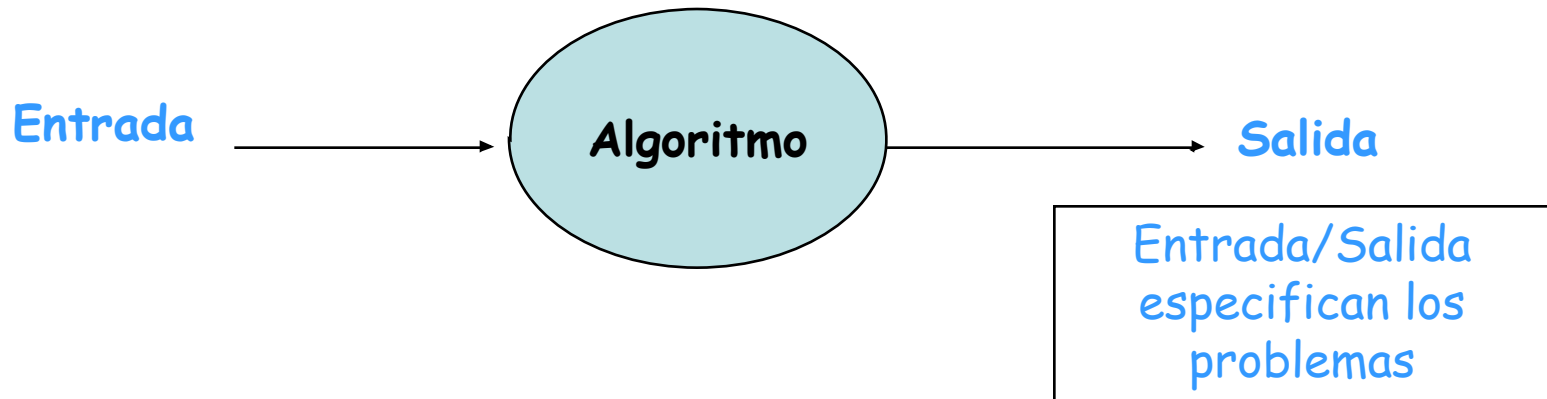 Entrada
Algoritmo
Salida
Entrada/Salida
especifican los
problemas